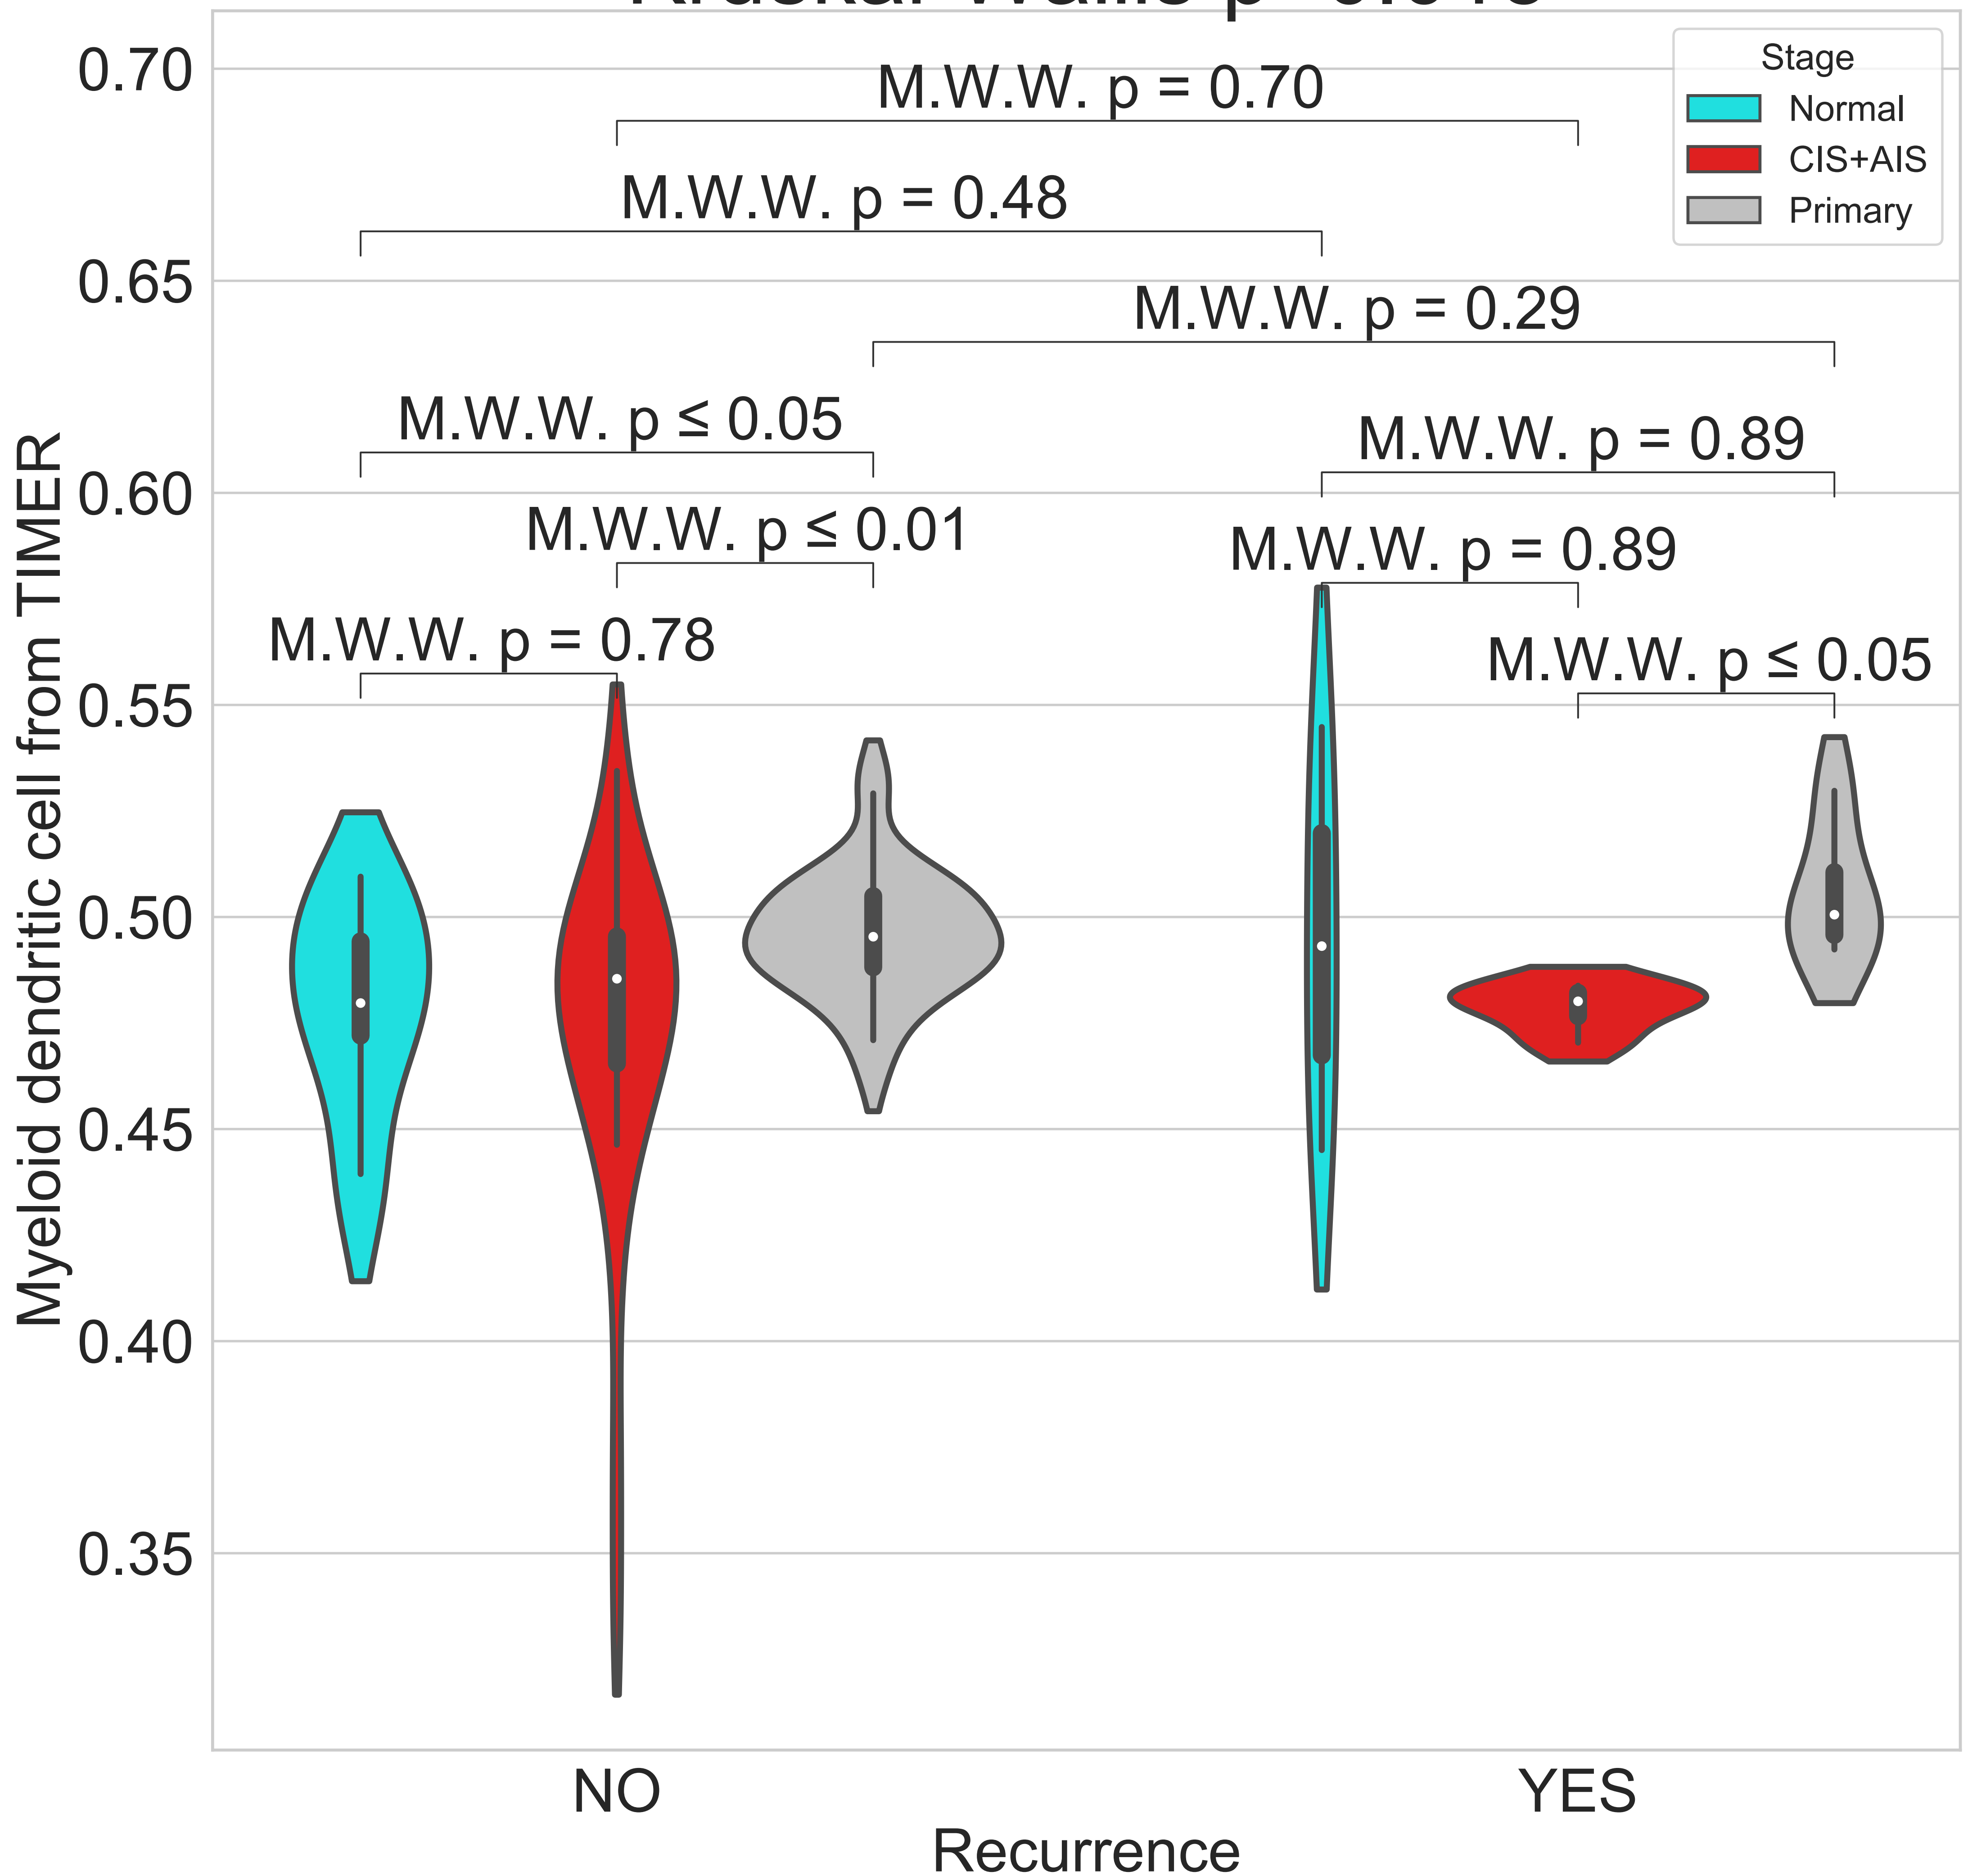 0.70
0.65
0.60
0.55
0.50
0.45
0.40
0.35
Myeloid dendritic cell from TIMER
M.W.W. p = 0.70
M.W.W. p = 0.48
M.W.W. p = 0.29
M.W.W. p ≤ 0.05
M.W.W. p = 0.89
M.W.W. p ≤ 0.01
M.W.W. p = 0.89
M.W.W. p = 0.78
M.W.W. p ≤ 0.05
Stage
Normal
CIS+AIS
Primary
NO
YES
Recurrence